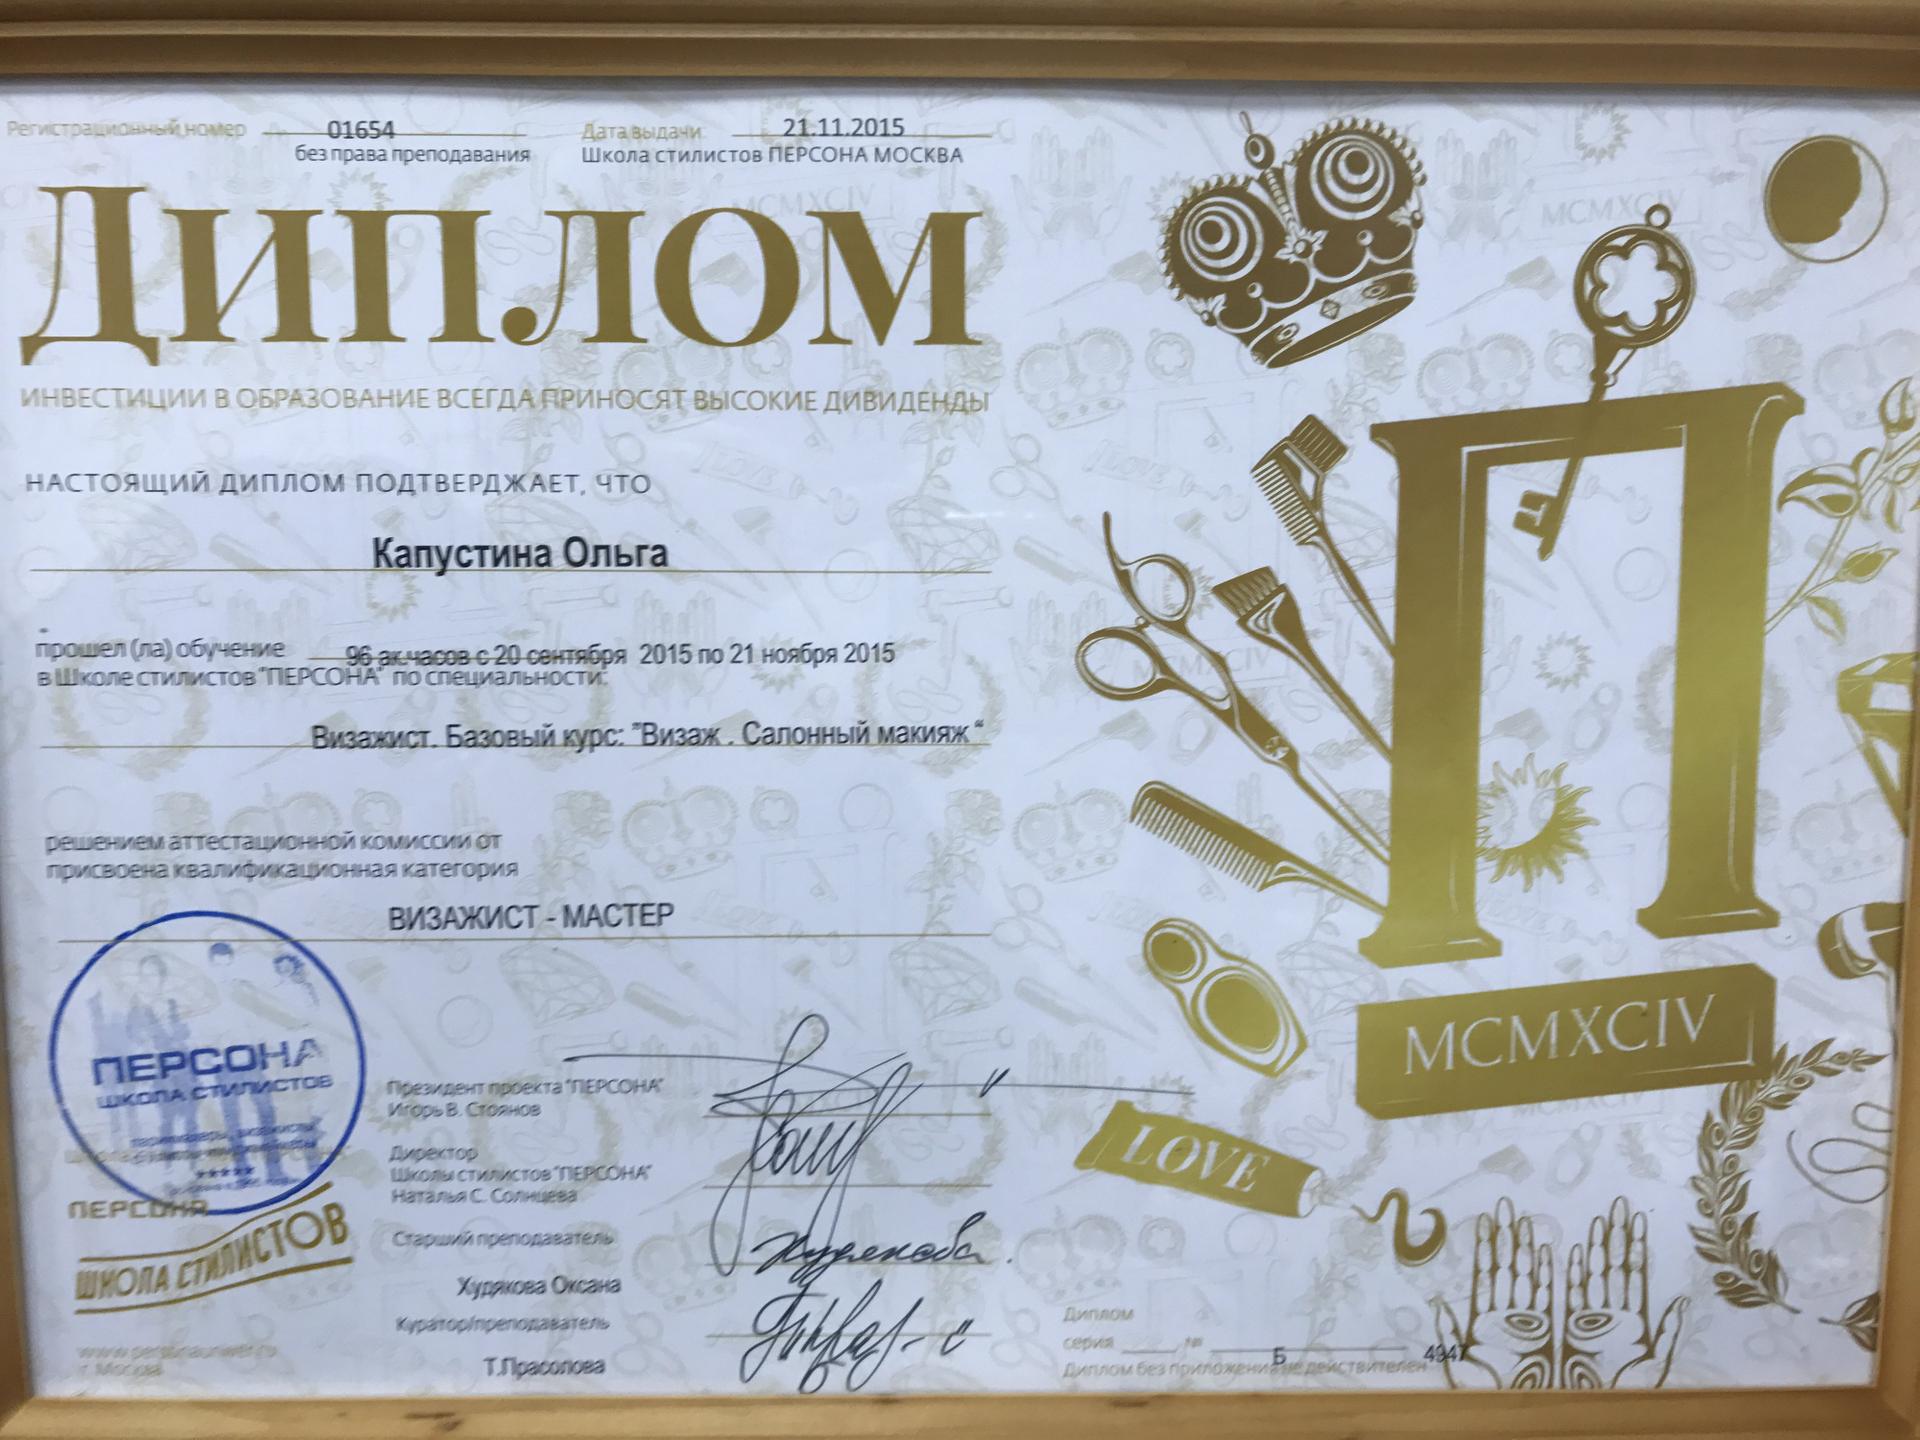 Регистрационный номер 01654
без права преподавания
Дата выдачи 21.11.2015
Школа стилистов ПЕРСОНА МОСКВА
ДИПЛОМ
ИНВЕСТИЦИИ В ОБРАЗОВАНИЕ ВСЕГДА ПРИНОСЯТ ВЫСОКИЕ ДИВИДЕНДЫ
НАСТОЯЩИЙ ДИПЛОМ ПОДТВЕРДЖАЕТ, ЧТО
Капустина Ольга
прошел (ла) обучение 96 ак.часов с 20 сентября 2015 по 21 ноября 2015
в Школе стилистов "ПЕРСОНА" по специальности:
Визажист. Базовый курс: "Визаж . Салонный макияж "
решением аттестационной комиссии от
присвоена квалификационная категория
ВИЗАЖИСТ - МАСТЕР
ПЕРСОНА
ШКОЛА СТИЛИСТОВ
Президент проекта "ПЕРСОНА"
Игорь В. Стоянов
Директор
Школы стилистов "ПЕРСОНА"
Наталья С. Солнцева
Старший преподаватель
Худякова Оксана
Худякова
Куратор/преподаватель
Т.Прасолова
ПЕРСОНА
ШКОЛА СТИЛИСТОВ
г. Москва
П
MCMXCIV
LOVE
Диплом
серия № Б 4947
Диплом без приложения не действителен